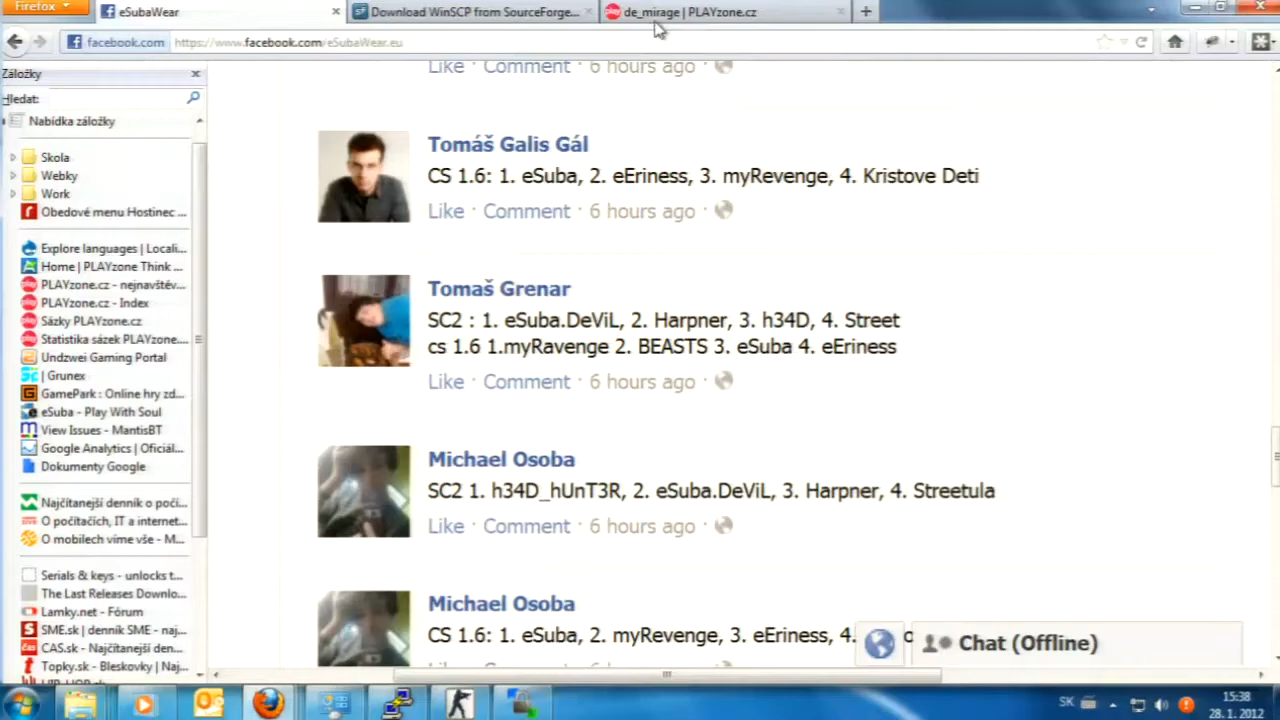 Firefox
eSubaWear
Download WinSCP from SourceForge...
de_mirage | PLAYzone.cz
facebook.com
https://www.facebook.com/eSubaWear.eu
Záložky
Hledat:
Nabídka záložky
Skola
Webky
Work
Obedové menu Hostinec ...
Explore languages | Locali...
Home | PLAYzone Think ...
PLAYzone.cz - nejnavštěv...
PLAYzone.cz - Index
Sázky PLAYzone.cz
Statistika sázek PLAYzone....
Undzwei Gaming Portal
| Grunex
GamePark : Online hry zd...
eSuba - Play With Soul
View Issues - MantisBT
Google Analytics | Oficiál...
Dokumenty Google
Najčítanejší denník o počí...
O počítačích, IT a internet...
O mobilech víme vše - M...
Serials & keys - unlocks t...
The Last Releases Downlo...
Lamky.net - Fórum
SME.sk | denník SME - naj...
CAS.sk - Najčítanejší den...
Topky.sk - Bleskovky | Naj...
Like · Comment · 6 hours ago ·
Tomáš Galis Gál
CS 1.6: 1. eSuba, 2. eEriness, 3. myRevenge, 4. Kristove Deti
Like · Comment · 6 hours ago ·
Tomaš Grenar
SC2 : 1. eSuba.DeViL, 2. Harpner, 3. h34D, 4. Street
cs 1.6 1.myRavenge 2. BEASTS 3. eSuba 4. eEriness
Like · Comment · 6 hours ago ·
Michael Osoba
SC2 1. h34D_hUnT3R, 2. eSuba.DeViL, 3. Harpner, 4. Streetula
Like · Comment · 6 hours ago ·
Michael Osoba
CS 1.6: 1. eSuba, 2. myRevenge, 3. eEriness, 4.
Chat (Offline)
SK
15:38
28. 1. 2012